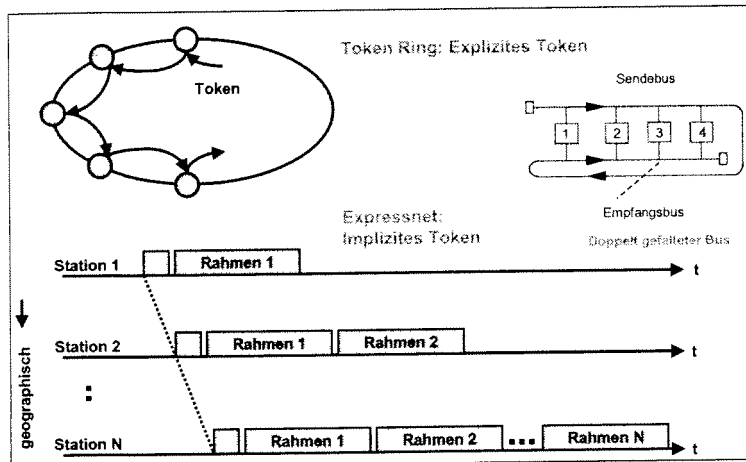 Token Ring: Explizites Token
Token
Sendebus
1 2 3 4
Empfangsbus
Doppelt gefalteter Bus
Expressnet:
Implizites Token
Station 1 Rahmen 1 t
geographisch
Station 2 Rahmen 1 Rahmen 2 t
:
Station N Rahmen 1 Rahmen 2 ... Rahmen N t